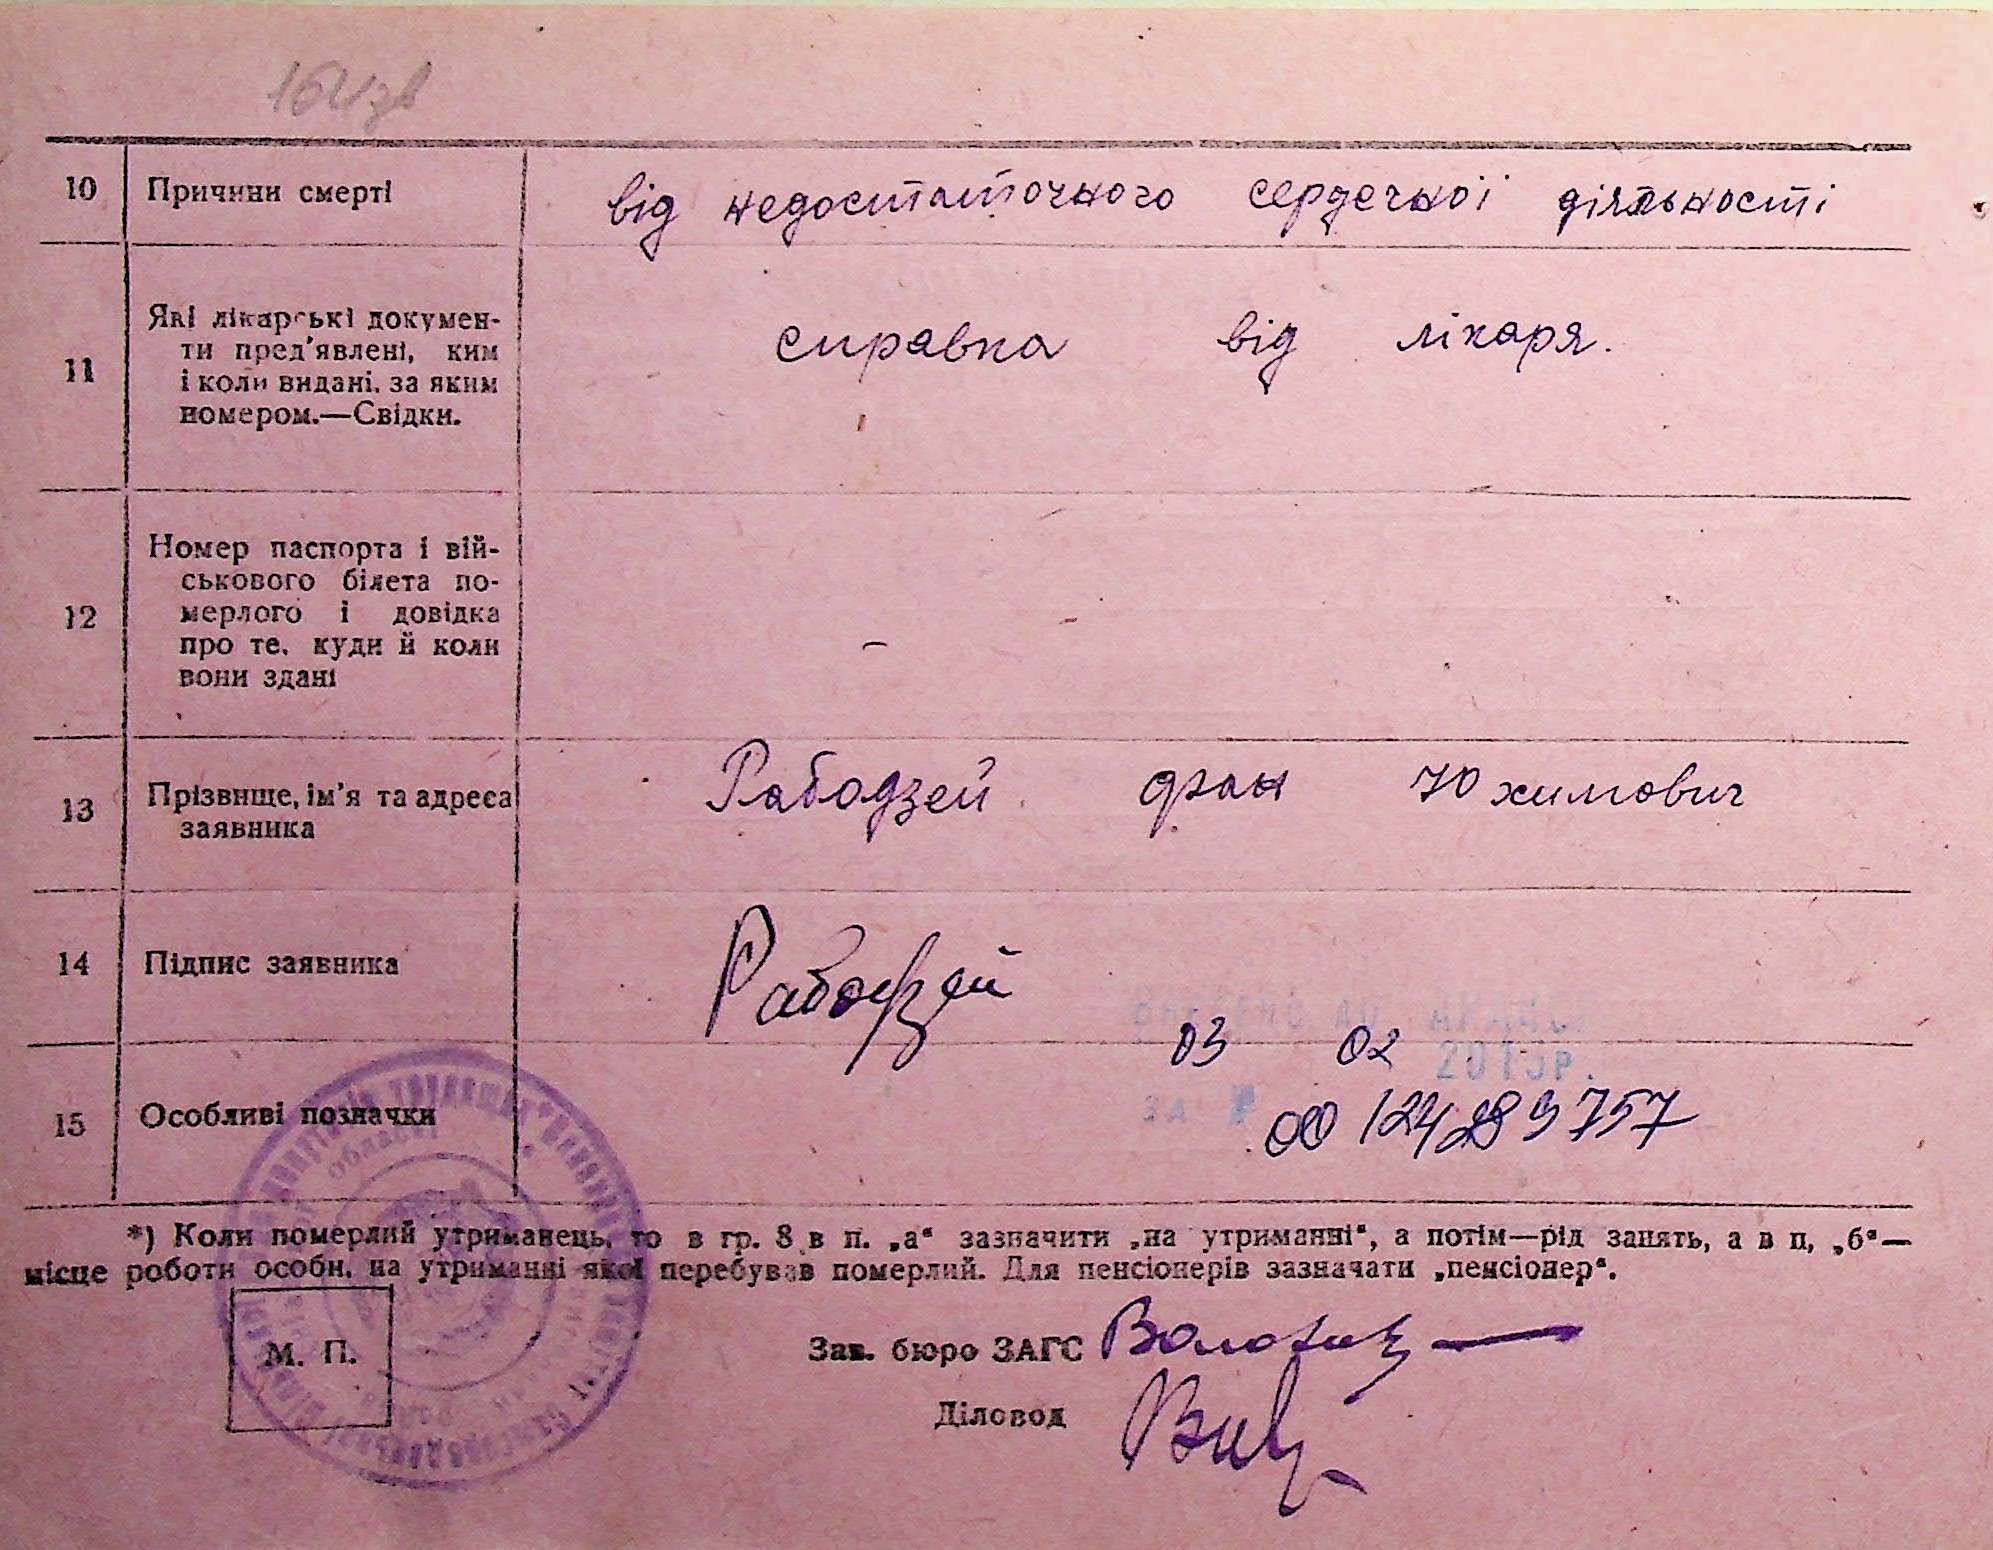 10 Причини смерті від недостаточного сердечної діяльності
11 Які лікарські докумен-
ти пред'явлені, ким
і коли видані, за яким
номером.—Свідки.
справка від лікаря.
12 Номер паспорта і вій-
ськового білета по-
мерлого і довідка
про те, куди й коли
вони здані
–
13 Прізвище, ім'я та адреса
заявника
Рабодзей фран Юхимович
14 Підпис заявника Рабодзей
03 02 2015р.
15 Особливі позначки
за № 00124289757
*) Коли померлий утриманець, то в гр. 8 в п. „а“ зазначити „на утриманні“, а потім—рід занять, а в п, „б“—
місце роботи особи, на утриманні якої перебував померлий. Для пенсіонерів зазначати „пенсіонер“.
М. П.
Зав. бюро ЗАГС
Діловод